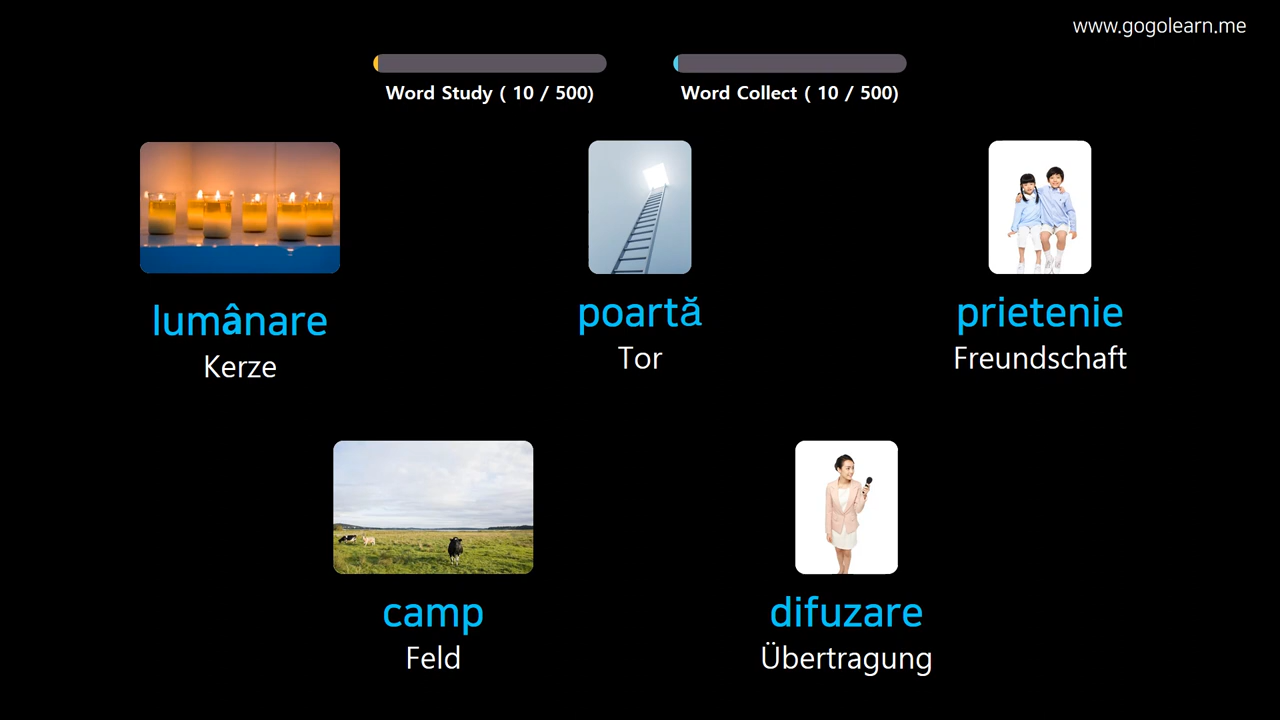 www.gogolearn.me
Word Study ( 10 / 500)
Word Collect ( 10 / 500)
lumânare
Kerze
poartă
Tor
prietenie
Freundschaft
camp
Feld
difuzare
Übertragung